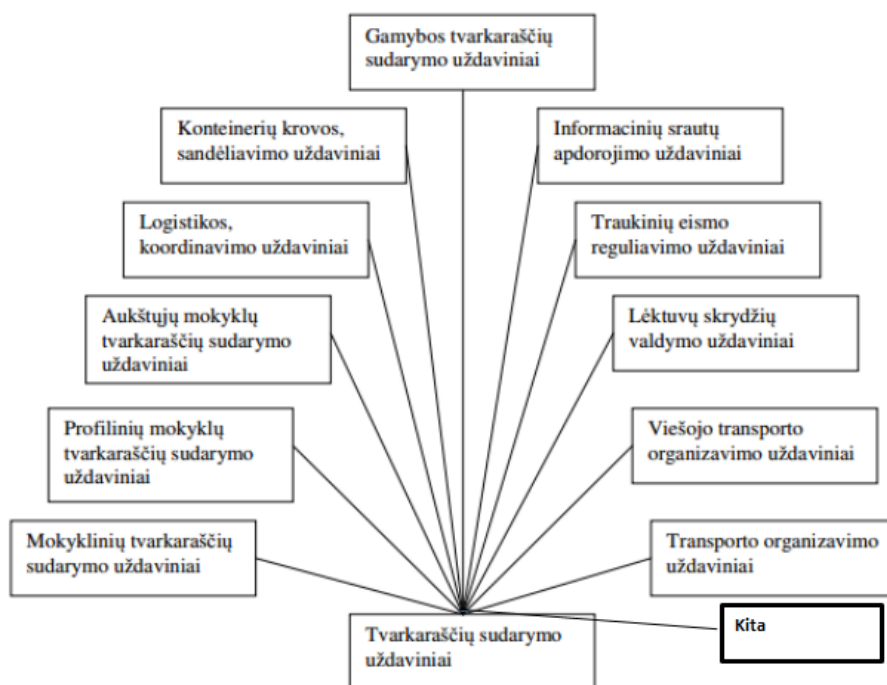 Gamybos tvarkaraščių
sudarymo uždaviniai
Konteinerių krovos,
sandėliavimo uždaviniai
Informacinių srautų
apdorojimo uždaviniai
Logistikos,
koordinavimo uždaviniai
Traukinių eismo
reguliavimo uždaviniai
Aukštųjų mokyklų
tvarkaraščių sudarymo
uždaviniai
Lėktuvų skrydžių
valdymo uždaviniai
Profilinių mokyklų
tvarkaraščių sudarymo
uždaviniai
Viešojo transporto
organizavimo uždaviniai
Mokyklinių tvarkaraščių
sudarymo uždaviniai
Transporto organizavimo
uždaviniai
Tvarkaraščių sudarymo
uždaviniai
Kita